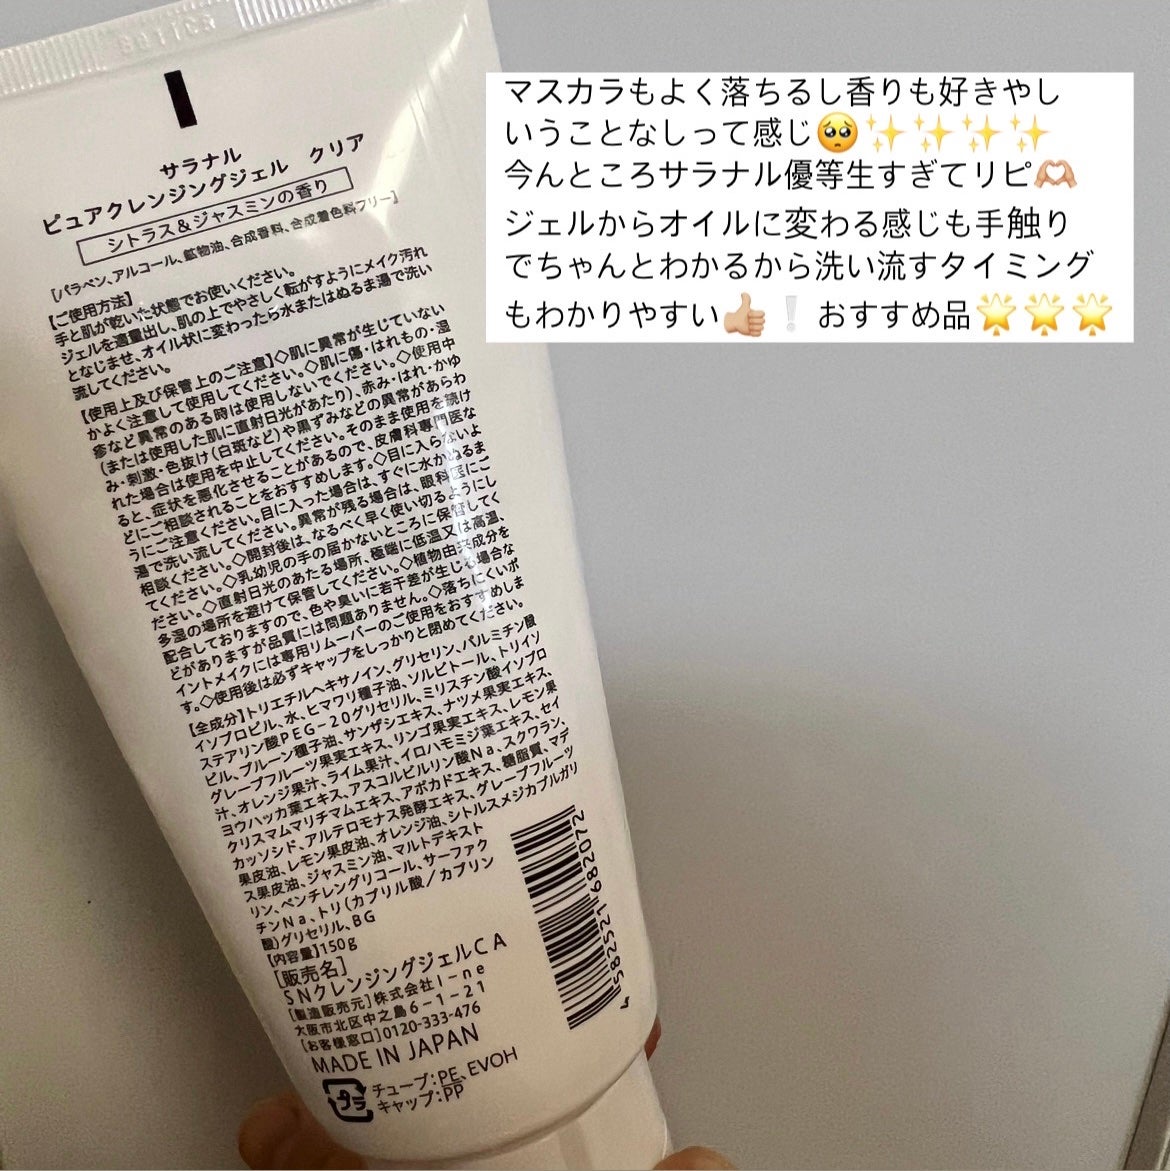 マスカラもよく落ちるし香りも好きやし
いうことなしって感じ🥺✨✨✨✨
今んところサラナル優等生すぎてリピ🫶🏼
ジェルからオイルに変わる感じも手触り
でちゃんとわかるから洗い流すタイミング
もわかりやすい👍🏼❕ おすすめ品🌟🌟🌟
サラナル
ピュアクレンジングジェル クリア
シトラス&ジャスミンの香り
[パラベン、アルコール、鉱物油、合成香料、合成着色料フリー]
【ご使用方法】
手と肌が乾いた状態でお使いください。
ジェルを適量出し、肌の上でやさしく転がすようにメイク汚れ
となじませ、オイル状に変わったら水またはぬるま湯で洗い
流してください。
【使用上及び保管上のご注意】◇肌に異常が生じていない
かよく注意して使用してください。◇肌に傷・はれもの・湿
疹など異常のある時は使用しないでください。◇使用中
(または使用した肌に直射日光があたり)、赤み・はれ・かゆ
み・刺激・色抜け(白斑など)や黒ずみなどの異常があらわ
れた場合は使用を中止してください。そのまま使用を続け
ると、症状を悪化させることがあるので、皮膚科専門医な
どにご相談されることをおすすめします。◇目に入らないよ
うにご注意ください。目に入った場合は、すぐに水かぬるま
湯で洗い流してください。異常が残る場合は、眼科医にご
相談ください。◇開封後は、なるべく早く使い切るようにし
てください。◇乳幼児の手の届かないところに保管してく
ださい。◇直射日光のあたる場所、極端に低温又は高温、
多湿の場所を避けて保管してください。◇植物由来成分を
配合しておりますので、色や臭いに若干差が生じる場合な
どがありますが品質には問題ありません。◇落ちにくいポ
イントメイクには専用リムーバーのご使用をおすすめしま
す。◇使用後は必ずキャップをしっかりと閉めてください。
【全成分】トリエチルヘキサノイン、グリセリン、パルミチン酸
イソプロピル、水、ヒマワリ種子油、ソルビトール、トリイソ
ステアリン酸PEG-20グリセリル、ミリスチン酸イソプロ
ピル、プルーン種子油、サンザシエキス、ナツメ果実エキス、
グレープフルーツ果実エキス、リンゴ果実エキス、レモン果
汁、オレンジ果汁、ライム果汁、イロハモミジ葉エキス、セイ
ヨウハッカ葉エキス、アスコルビルリン酸Na、スクワラン、
クリスマムマリチマムエキス、アボカドエキス、糖脂質、マデ
カッソシド、アルテロモナス発酵エキス、グレープフルーツ
果皮油、レモン果皮油、オレンジ油、シトルスメジカブルガリ
ス果皮油、ジャスミン油、マルトデキスト
リン、ペンチレングリコール、サーファク
チンNa、トリ(カプリル酸/カプリン
酸)グリセリル、BG
【内容量】150g
[販売名]
SNクレンジングジェルCA
[製造販売元]株式会社I-ne
大阪市北区中之島6-1-21
[お客様窓口]0120-333-476
MADE IN JAPAN
プラ
チューブ:PE、EVOH
キャップ:PP
4 582521 682072